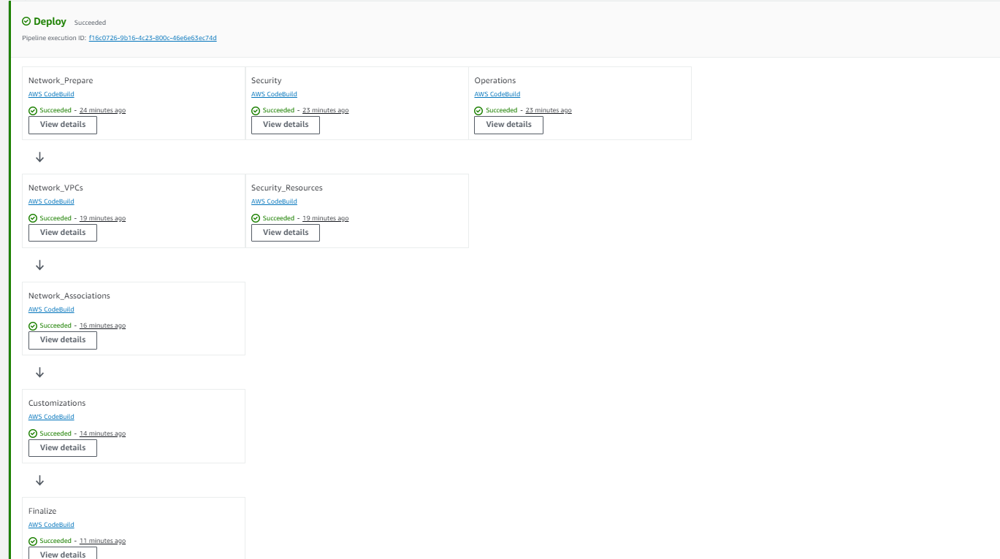 Deploy Succeeded
Pipeline execution ID: f16c0726-9b16-4c23-800c-46e6e63ec74d
Network_Prepare
AWS CodeBuild
Succeeded - 24 minutes ago
View details
Security
AWS CodeBuild
Succeeded - 23 minutes ago
View details
Operations
AWS CodeBuild
Succeeded - 23 minutes ago
View details
Network_VPCs
AWS CodeBuild
Succeeded - 19 minutes ago
View details
Security_Resources
AWS CodeBuild
Succeeded - 19 minutes ago
View details
Network_Associations
AWS CodeBuild
Succeeded - 16 minutes ago
View details
Customizations
AWS CodeBuild
Succeeded - 14 minutes ago
View details
Finalize
AWS CodeBuild
Succeeded - 11 minutes ago
View details